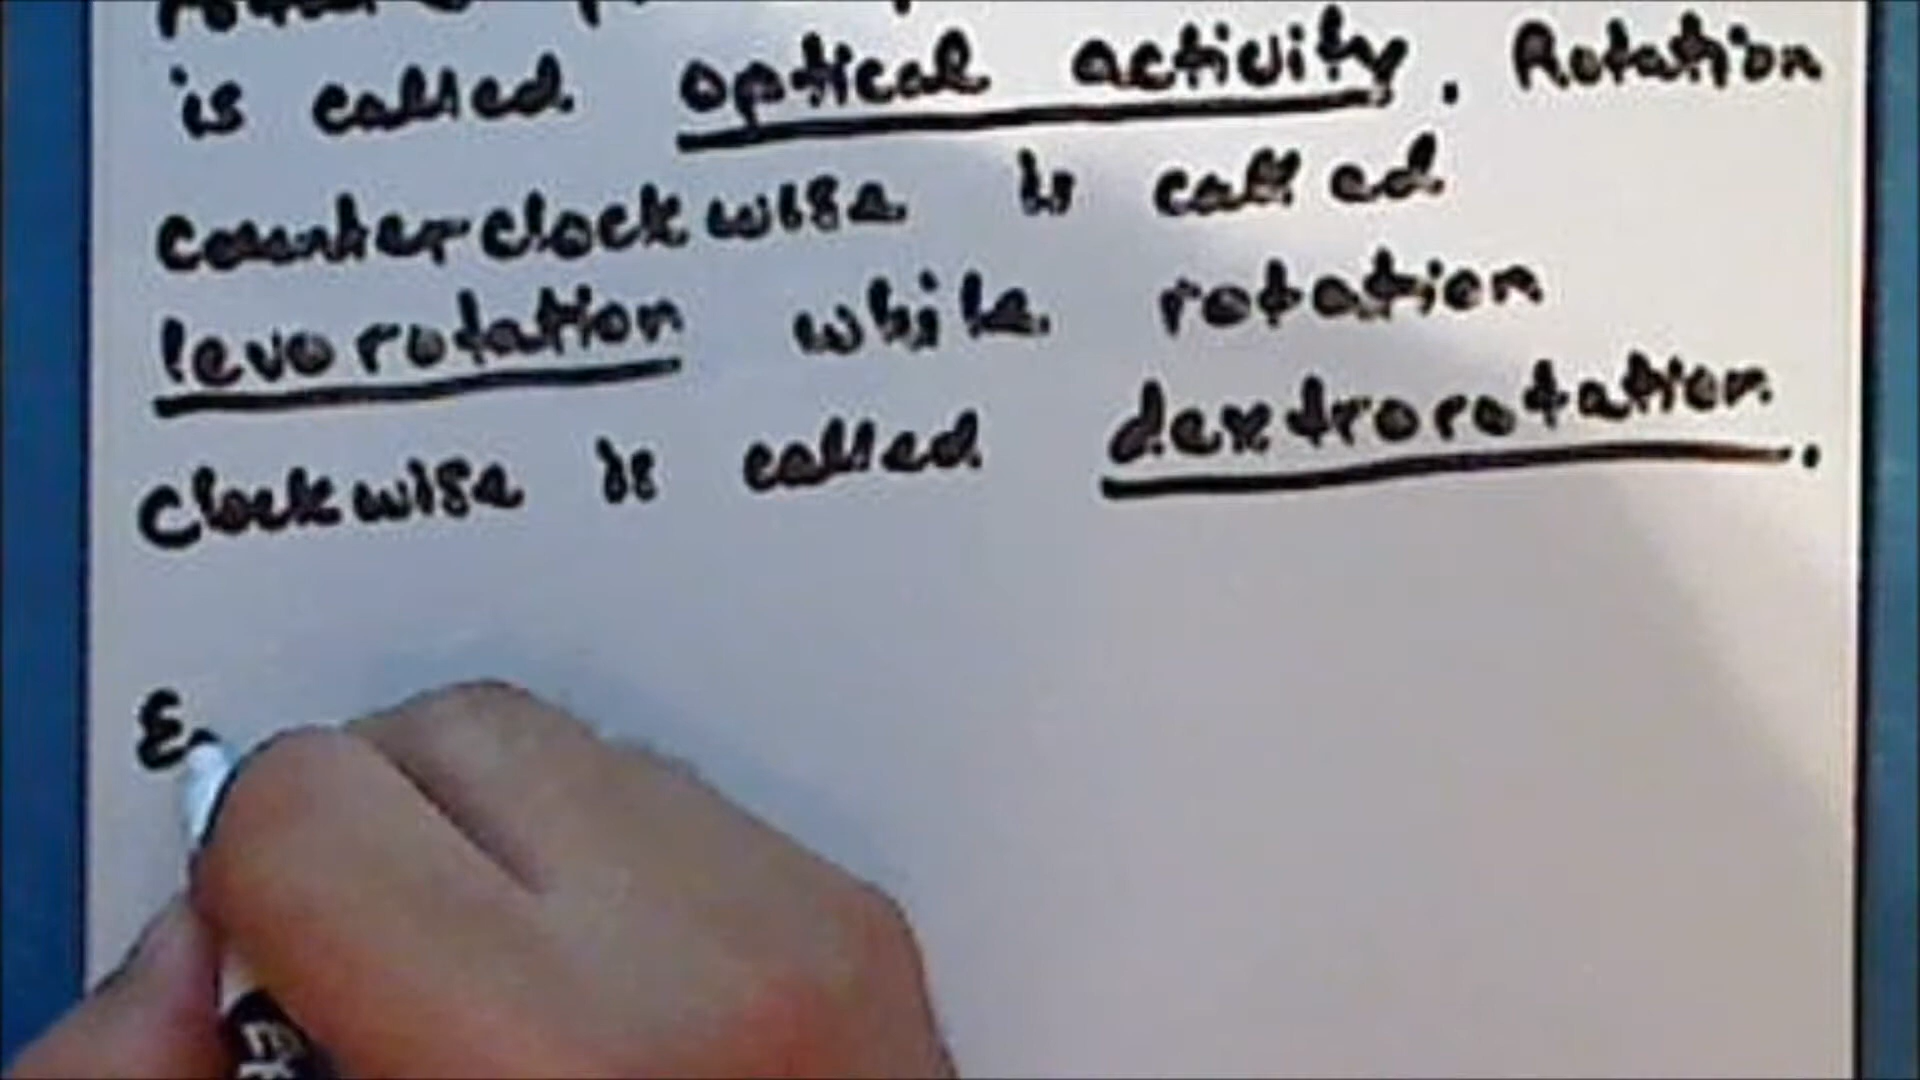 is called optical activity. Rotation
counterclockwise is called
levorotation while rotation
clockwise is called dextrorotation.
E